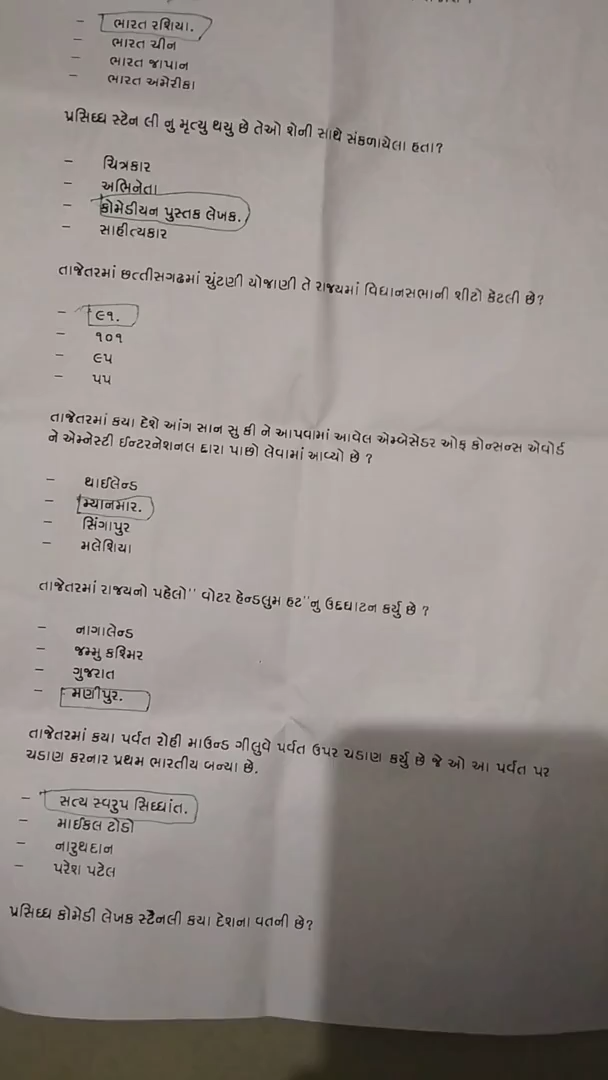 - ભારત રશિયા.
- ભારત ચીન
- ભારત જાપાન
- ભારત અમેરીકા
પ્રસિધ્ધ સ્ટેન લી નુ મૃત્યુ થયુ છે તેઓ શેની સાથે સંકળાયેલા હતા?
- ચિત્રકાર
- અભિનેતા
- કોમેડીયન પુસ્તક લેખક.
- સાહીત્યકાર
તાજેતરમાં છત્તીસગઢમાં ચુંટણી યોજાણી તે રાજયમાં વિધાનસભાની શીટો કેટલી છે?
- ૯૧.
- ૧૦૧
- ૯૫
- ૫૫
તાજેતરમાં કયા દેશે આંગ સાન સુ કી ને આપવામાં આવેલ એમ્બેસેડર ઓફ કોન્સન્સ એવોર્ડ
ને એમ્નેસ્ટી ઈન્ટરનેશનલ દ્વારા પાછો લેવામાં આવ્યો છે ?
- થાઈલેન્ડ
- મ્યાનમાર.
- સિંગાપુર
- મલેશિયા
તાજેતરમાં રાજયનો પહેલો'' વોટર હેન્ડલુમ હટ''નુ ઉદઘાટન કર્યુ છે ?
- નાગાલેન્ડ
- જમ્મુ કશ્મિર
- ગુજરાત
- મણીપુર.
તાજેતરમાં કયા પર્વત રોહી માઉન્ડ ગીલુવે પર્વત ઉપર ચડાણ કર્યુ છે જે ઓ આ પર્વત પર
ચડાણ કરનાર પ્રથમ ભારતીય બન્યા છે.
- સત્ય સ્વરુપ સિધ્ધાંત.
- માઈકલ ટોડો
- નારુથદાન
- પરેશ પટેલ
પ્રસિધ્ધ કોમેડી લેખક સ્ટેનલી કયા દેશના વતની છે?